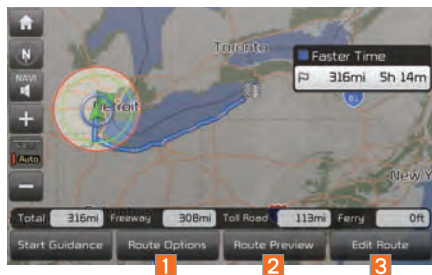 Toronto
N
Faster Time
316mi 5h 14m
NAVI
Detroit
81
Auto
New Y
Total 316mi Freeway 308mi Toll Road 113mi Ferry 0ft
Start Guidance Route Options Route Preview Edit Route
1 2 3